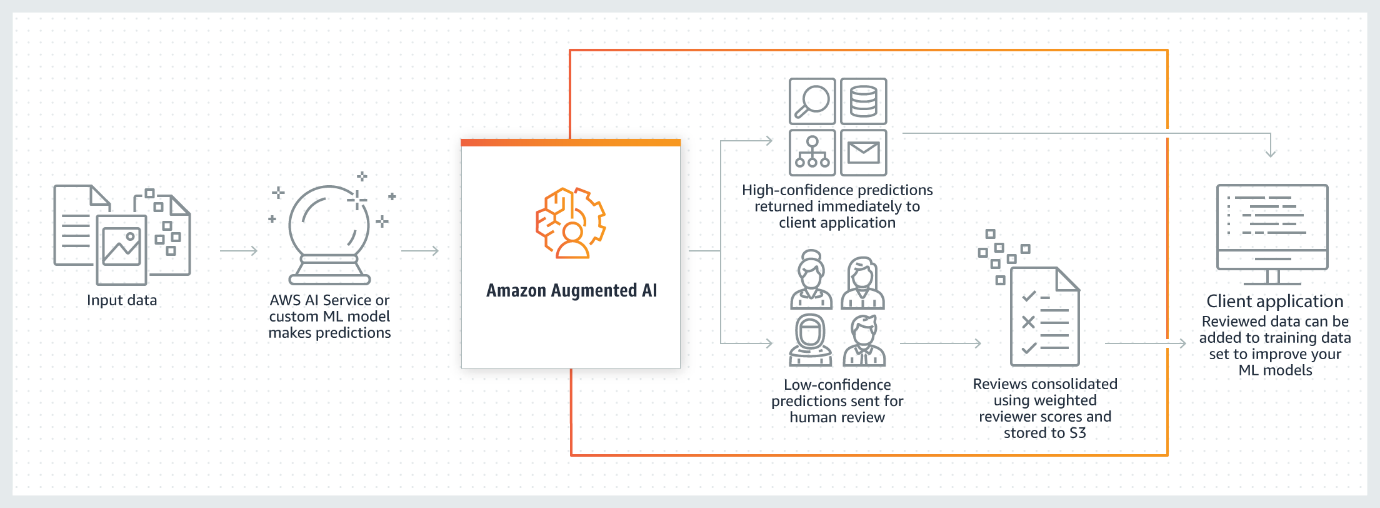 Input data
AWS AI Service or
custom ML model
makes predictions
Amazon Augmented AI
High-confidence predictions
returned immediately to
client application
Low-confidence
predictions sent for
human review
Reviews consolidated
using weighted
reviewer scores and
stored to S3
Client application
Reviewed data can be
added to training data
set to improve your
ML models